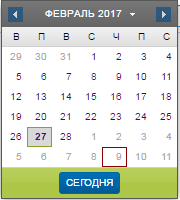 ФЕВРАЛЬ 2017
В П В С Ч П С
29 30 31 1 2 3 4
5 6 7 8 9 10 11
12 13 14 15 16 17 18
19 20 21 22 23 24 25
26 27 28 1 2 3 4
5 6 7 8 9 10 11
СЕГОДНЯ